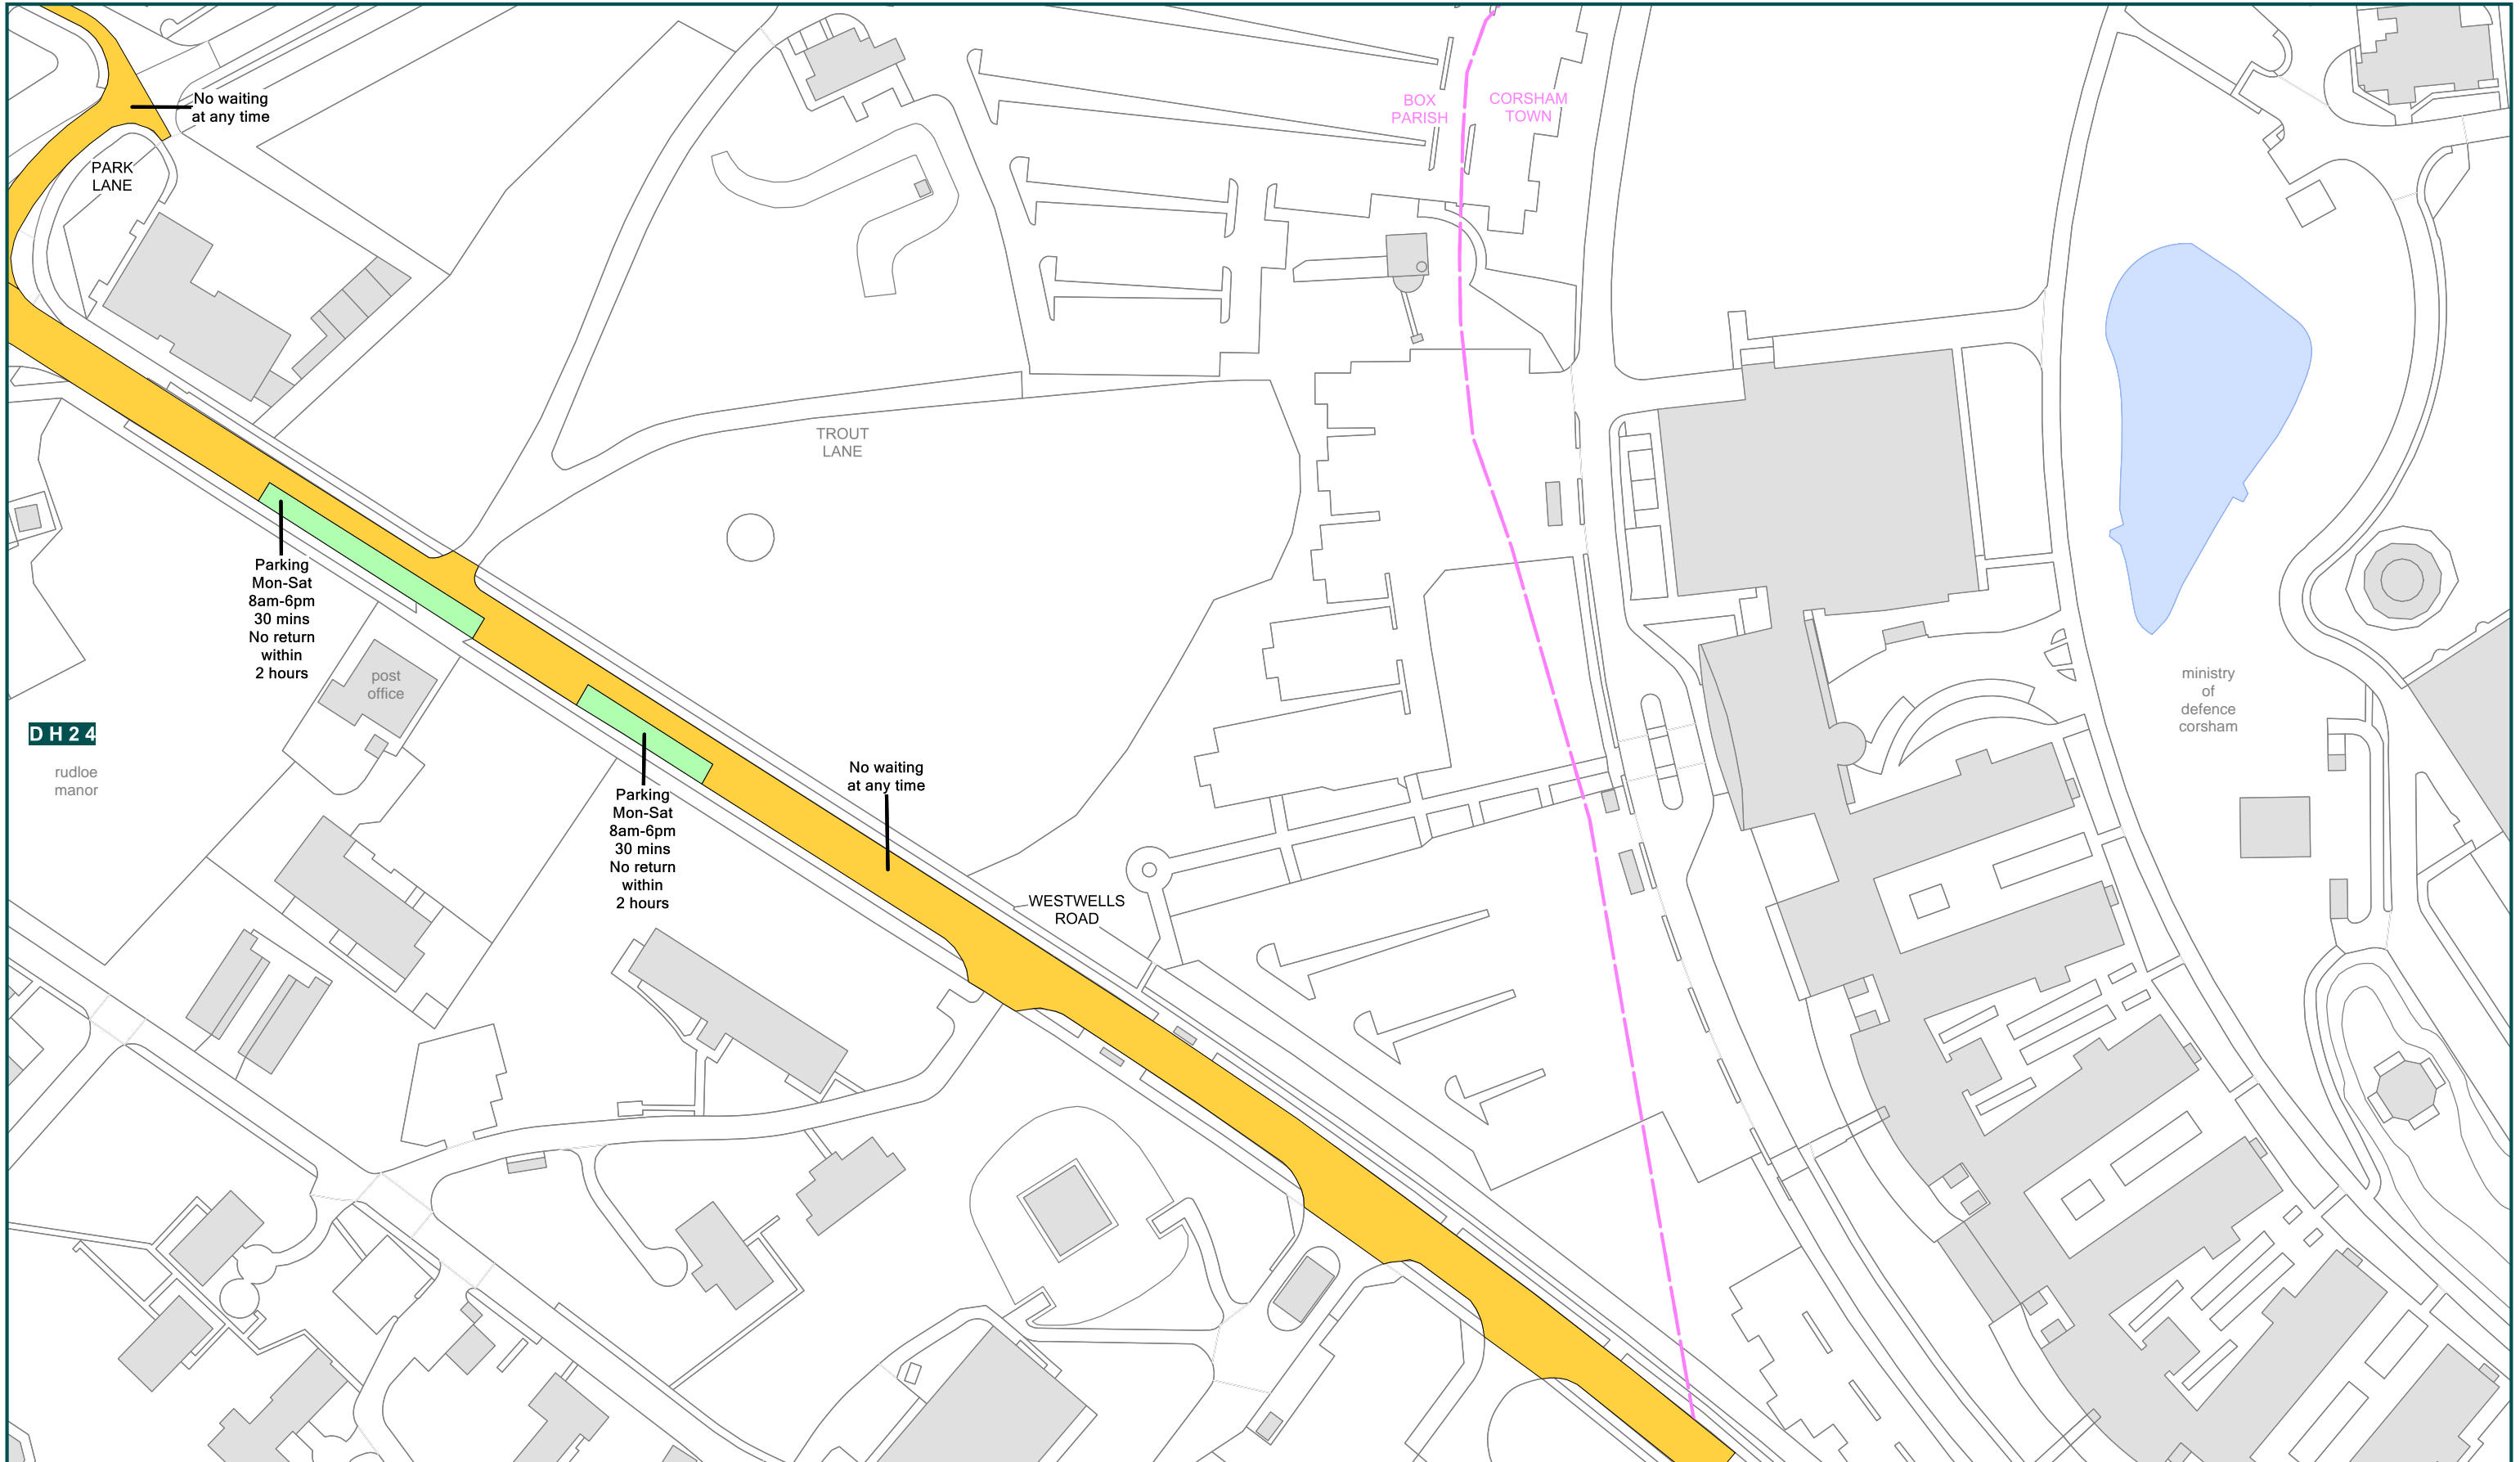 No waiting
at any time
BOX
PARISH
CORSHAM
TOWN
PARK
LANE
TROUT
LANE
Parking
Mon-Sat
8am-6pm
30 mins
No return
within
2 hours
post
office
ministry
of
defence
corsham
DH24
rudloe
manor
No waiting
at any time
Parking
Mon-Sat
8am-6pm
30 mins
No return
within
2 hours
WESTWELLS
ROAD